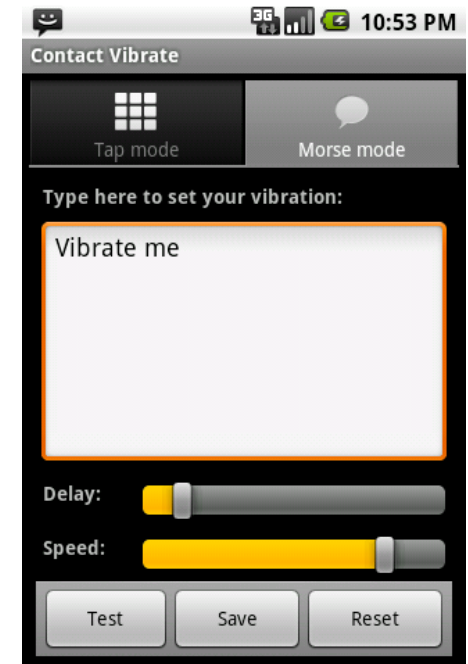 3G 10:53 PM
Contact Vibrate
Tap mode Morse mode
Type here to set your vibration:
Vibrate me
Delay:
Speed:
Test Save Reset